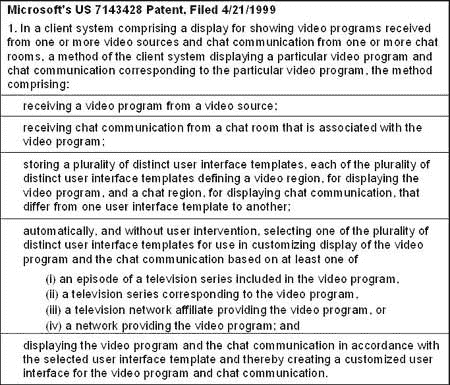 Microsoft's US 7143428 Patent, Filed 4/21/1999
1. In a client system comprising a display for showing video programs received
from one or more video sources and chat communication from one or more chat
rooms, a method of the client system displaying a particular video program and
chat communication corresponding to the particular video program, the method
comprising:
receiving a video program from a video source;
receiving chat communication from a chat room that is associated with the
video program;
storing a plurality of distinct user interface templates, each of the plurality of
distinct user interface templates defining a video region, for displaying the
video program, and a chat region, for displaying chat communication, that
differ from one user interface template to another;
automatically, and without user intervention, selecting one of the plurality of
distinct user interface templates for use in customizing display of the video
program and the chat communication based on at least one of
(i) an episode of a television series included in the video program,
(ii) a television series corresponding to the video program,
(iii) a television network affiliate providing the video program, or
(iv) a network providing the video program; and
displaying the video program and the chat communication in accordance with
the selected user interface template and thereby creating a customized user
interface for the video program and chat communication.